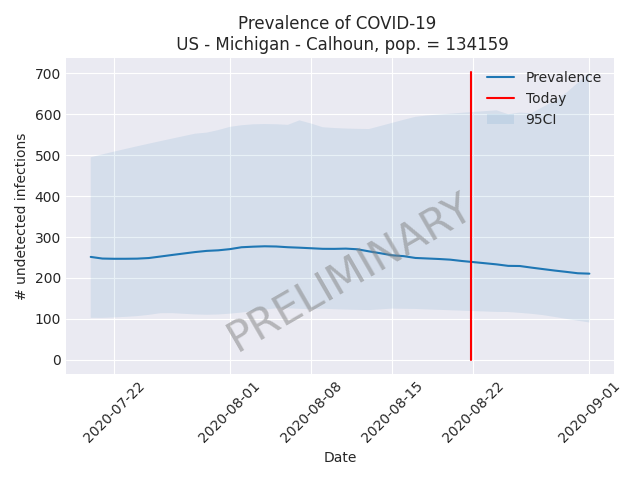 Prevalence of COVID-19
US - Michigan - Calhoun, pop. = 134159
700
600
500
400
300
200
100
0
# undetected infections
Prevalence
Today
95CI
PRELIMINARY
2020-07-22
2020-08-01
2020-08-08
2020-08-15
2020-08-22
2020-09-01
Date